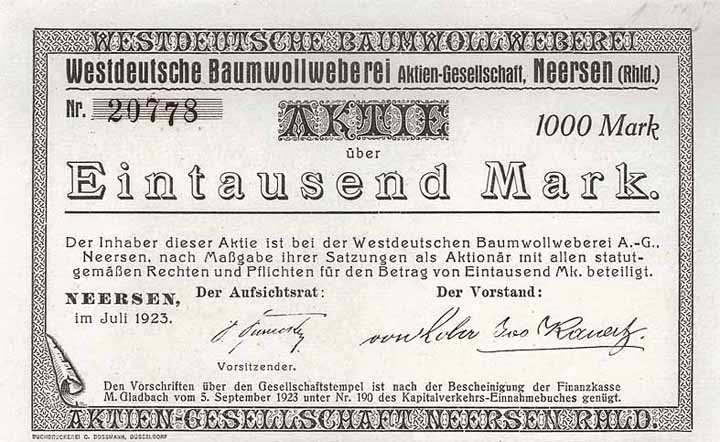 WESTDEUTSCHE BAUMWOLLWEBEREI
Westdeutsche Baumwollweberei Aktien-Gesellschaft, Neersen (Rhld.)
Nr. 20778
AKTIE
1000 Mark
über
Eintausend Mark.
Der Inhaber dieser Aktie ist bei der Westdeutschen Baumwollweberei A.-G.,
Neersen, nach Maßgabe ihrer Satzungen als Aktionär mit allen statut-
gemäßen Rechten und Pflichten für den Betrag von Eintausend Mk. beteiligt.
NEERSEN,
im Juli 1923.
Der Aufsichtsrat:
Vorsitzender.
Der Vorstand:
Den Vorschriften über den Gesellschaftstempel ist nach der Bescheinigung der Finanzkasse
M. Gladbach vom 5. September 1923 unter Nr. 190 des Kapitalverkehrs-Einnahmebuches genügt.
AKTIEN-GESELLSCHAFT NEERSEN RHLD.
BUCHDRUCKEREI C. DOSSMANN, DÜSSELDORF